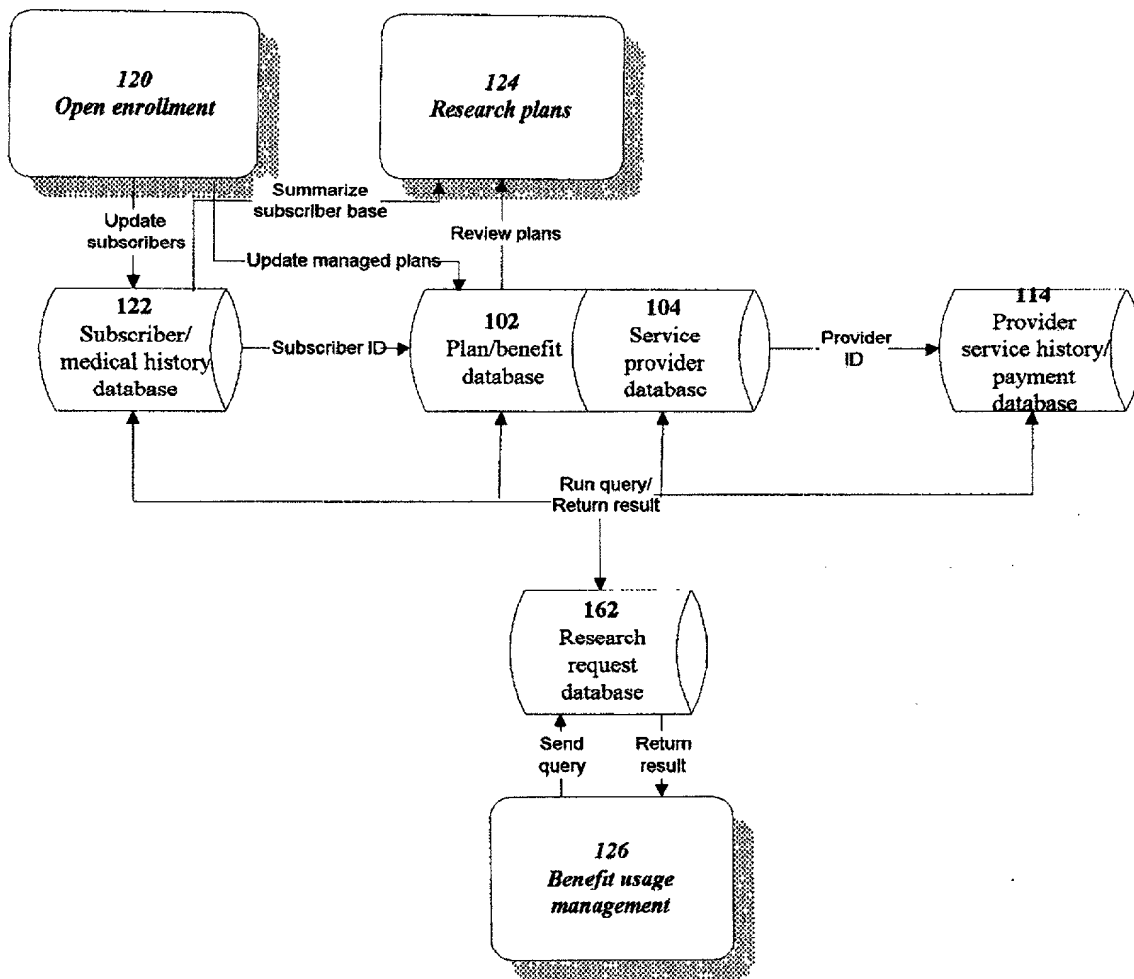 120
Open enrollment
124
Research plans
Summarize
subscriber base
Update
subscribers
Review plans
Update managed plans
122
Subscriber/
medical history
database
Subscriber ID
102
Plan/benefit
database
104
Service
provider
database
Provider
ID
114
Provider
service history/
payment
database
Run query/
Return result
162
Research
request
database
Send
query
Return
result
126
Benefit usage
management